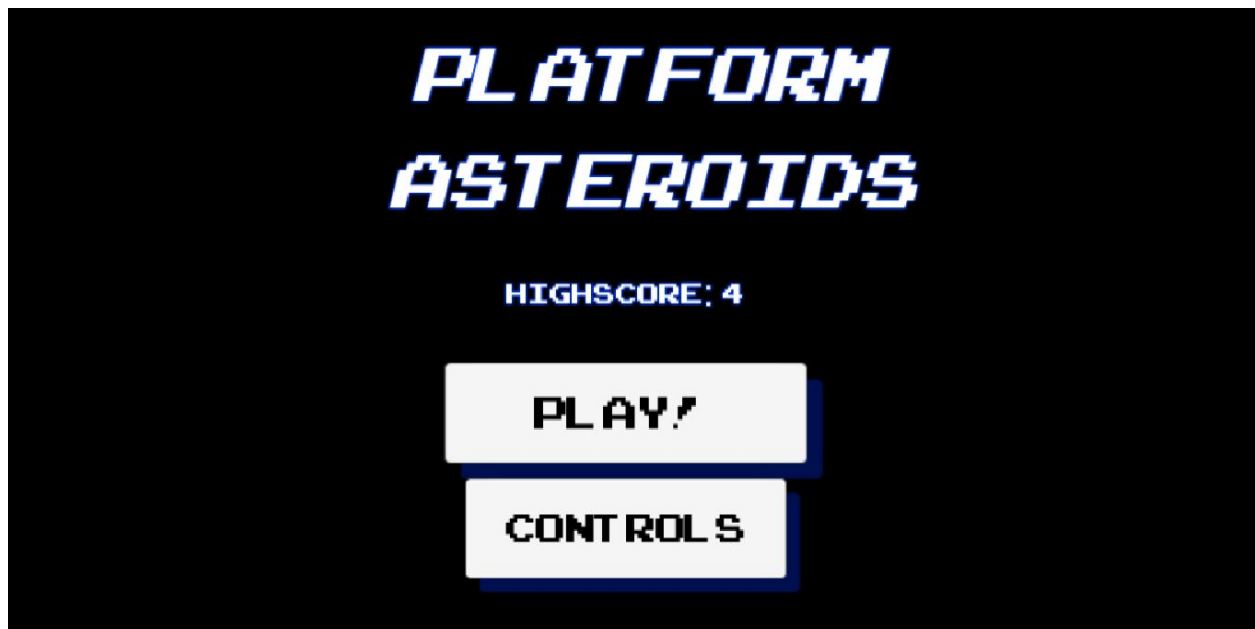 PLATFORM
ASTEROIDS
HIGHSCORE: 4
PLAY!
CONTROLS